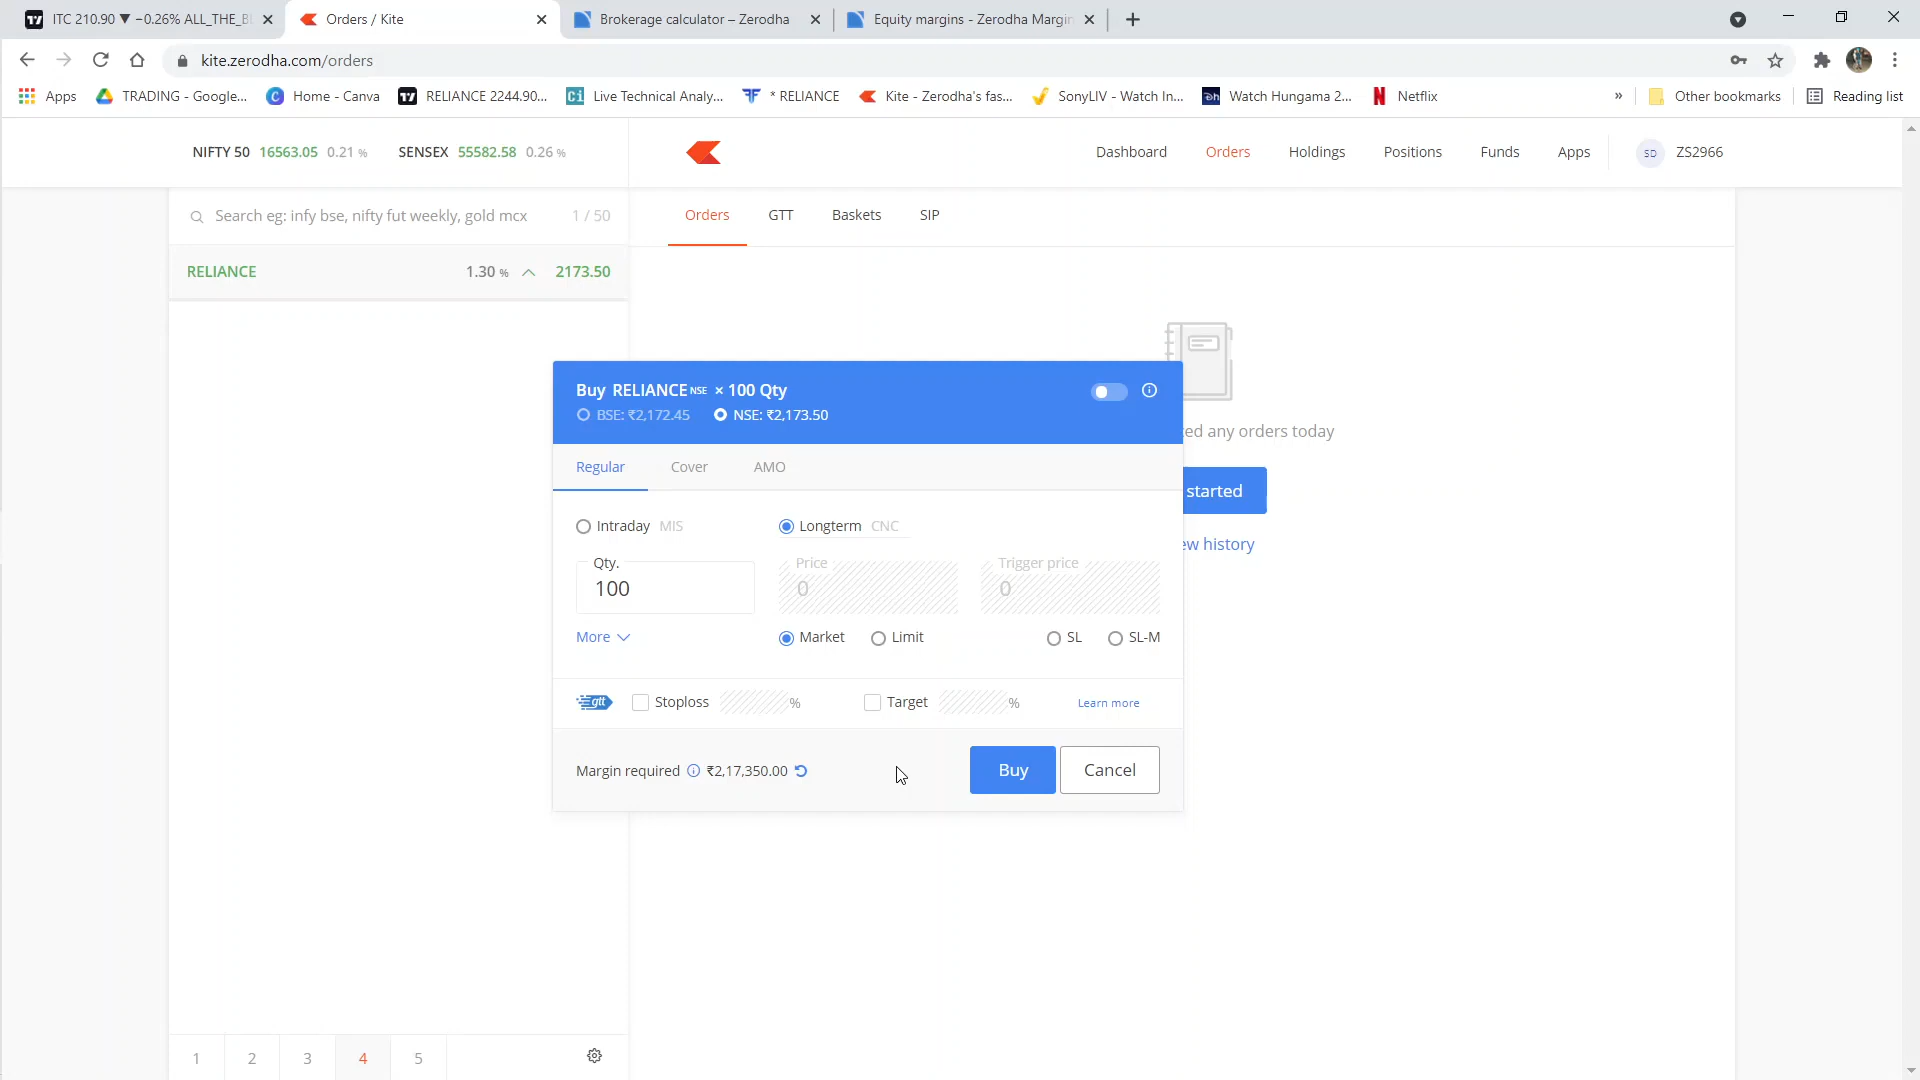 ITC 210.90 ▼ −0.26% ALL_THE_B
Orders / Kite
Brokerage calculator – Zerodha
Equity margins - Zerodha Margin
kite.zerodha.com/orders
Apps
TRADING - Google...
Home - Canva
RELIANCE 2244.90...
Live Technical Analy...
* RELIANCE
Kite - Zerodha's fas...
SonyLIV - Watch In...
Watch Hungama 2...
Netflix
»
Other bookmarks
Reading list
NIFTY 50 16563.05 0.21 %
SENSEX 55582.58 0.26 %
Dashboard
Orders
Holdings
Positions
Funds
Apps
SD
ZS2966
Search eg: infy bse, nifty fut weekly, gold mcx
1 / 50
Orders
GTT
Baskets
SIP
RELIANCE 1.30 % 2173.50
Buy RELIANCE NSE × 100 Qty
BSE: ₹2,172.45
NSE: ₹2,173.50
ed any orders today
Regular
Cover
AMO
started
Intraday MIS
Longterm CNC
ew history
Qty.
Price
Trigger price
100
0
0
More
Market
Limit
SL
SL-M
gtt
Stoploss %
Target %
Learn more
Margin required ₹2,17,350.00
Buy
Cancel
1
2
3
4
5